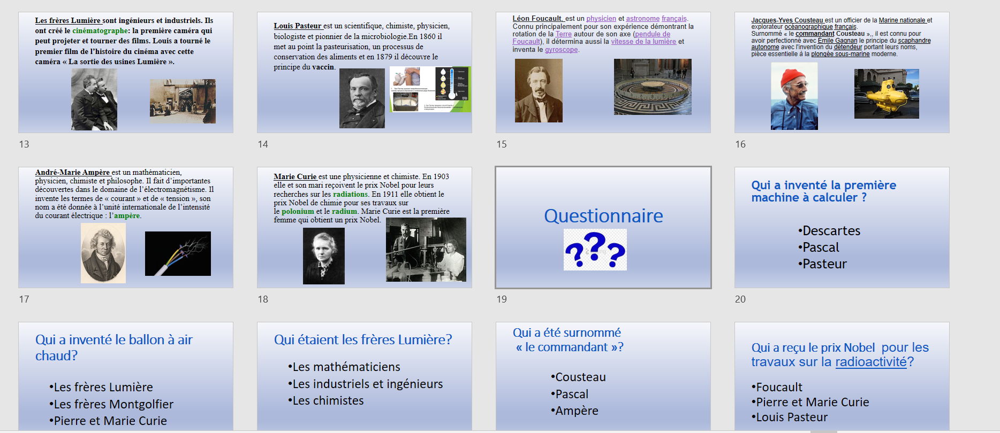 Les frères Lumière sont ingénieurs et industriels. Ils
ont créé le cinématographe: la première caméra qui
peut projeter et tourner des films. Louis a tourné le
premier film de l’histoire du cinéma avec cette
caméra « La sortie des usines Lumière ».
13
Louis Pasteur est un scientifique, chimiste, physicien,
biologiste et pionnier de la microbiologie.En 1860 il
met au point la pasteurisation, un processus de
conservation des aliments et en 1879 il découvre le
principe du vaccin.
14
Léon Foucault, est un physicien et astronome français.
Connu principalement pour son expérience démontrant la
rotation de la Terre autour de son axe (pendule de
Foucault), il détermina aussi la vitesse de la lumière et
inventa le gyroscope.
15
Jacques-Yves Cousteau est un officier de la Marine nationale et
explorateur océanographique français.
Surnommé « le commandant Cousteau »,, il est connu pour
avoir perfectionné avec Émile Gagnan le principe du scaphandre
autonome avec l'invention du détendeur portant leurs noms,
pièce essentielle à la plongée sous-marine moderne.
16
André-Marie Ampère est un mathématicien,
physicien, chimiste et philosophe. Il fait d’importantes
découvertes dans le domaine de l’électromagnétisme. Il
invente les termes de « courant » et de « tension », son
nom a été donnée à l’unité internationale de l’intensité
du courant électrique : l’ampère.
17
Marie Curie est une physicienne et chimiste. En 1903
elle et son mari reçoivent le prix Nobel pour leurs
recherches sur les radiations. En 1911 elle obtient le
prix Nobel de chimie pour ses travaux sur
le polonium et le radium. Marie Curie est la première
femme qui obtient un prix Nobel.
18
Questionnaire
???
19
Qui a inventé la première
machine à calculer ?
•Descartes
•Pascal
•Pasteur
20
Qui a inventé le ballon à air
chaud?
•Les frères Lumière
•Les frères Montgolfier
•Pierre et Marie Curie
Qui étaient les frères Lumière?
•Les mathématiciens
•Les industriels et ingénieurs
•Les chimistes
Qui a été surnommé
« le commandant »?
•Cousteau
•Pascal
•Ampère
Qui a reçu le prix Nobel pour les
travaux sur la radioactivité?
•Foucault
•Pierre et Marie Curie
•Louis Pasteur